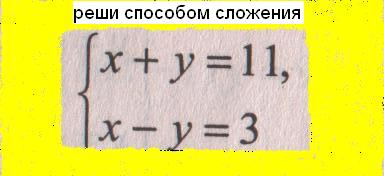 реши способом сложения
x + y = 11,
x − y = 3